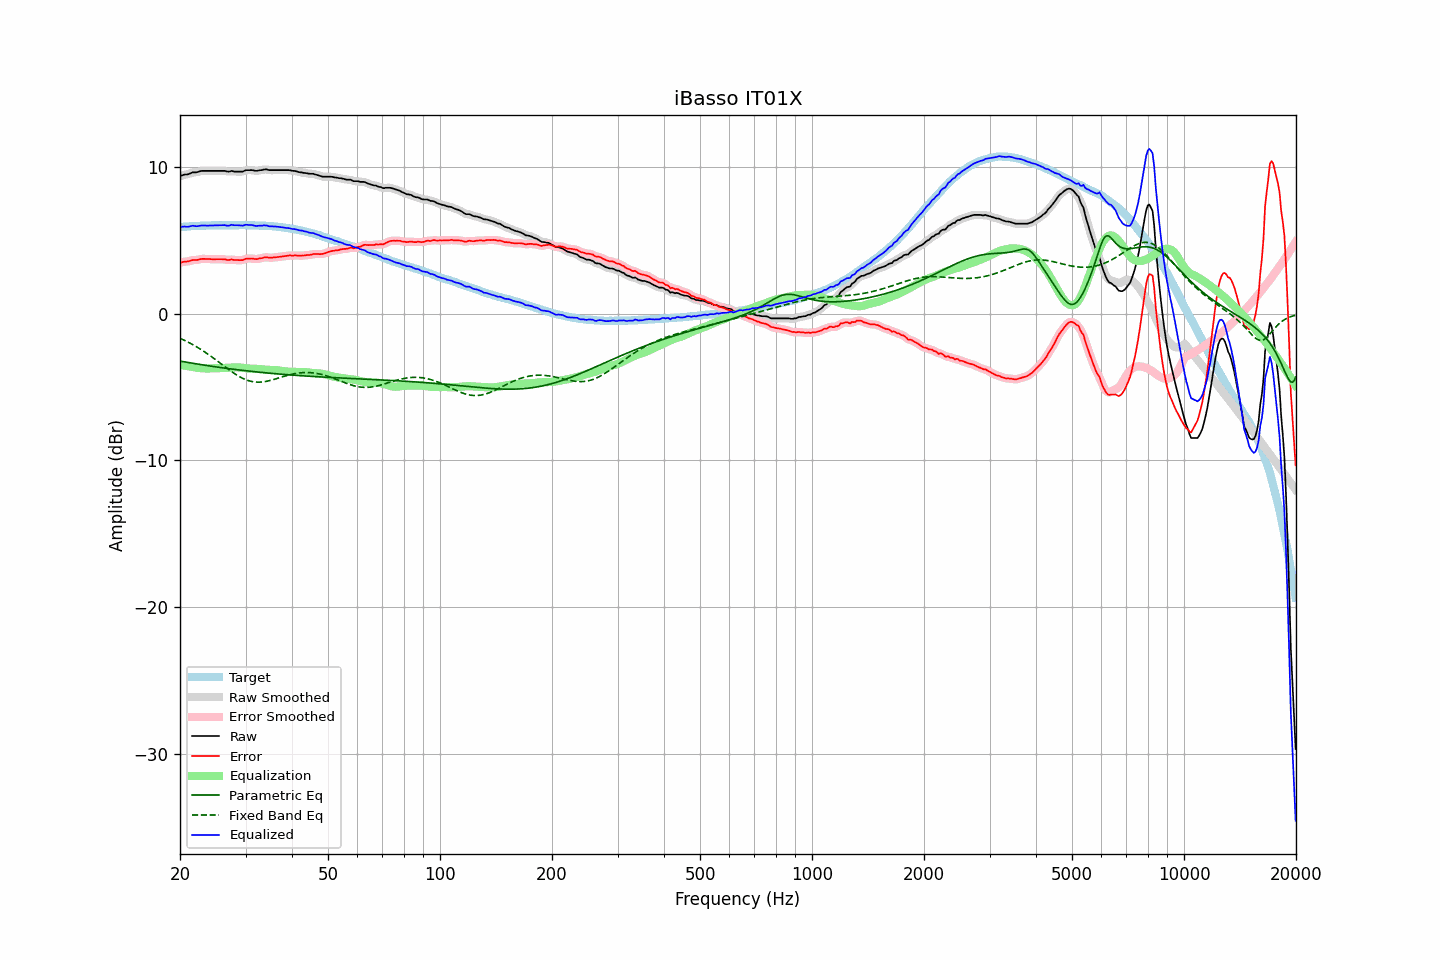 iBasso IT01X
Amplitude (dBr)
10
0
−10
−20
−30
Target
Raw Smoothed
Error Smoothed
Raw
Error
Equalization
Parametric Eq
Fixed Band Eq
Equalized
20 50 100 200 500 1000 2000 5000 10000 20000
Frequency (Hz)